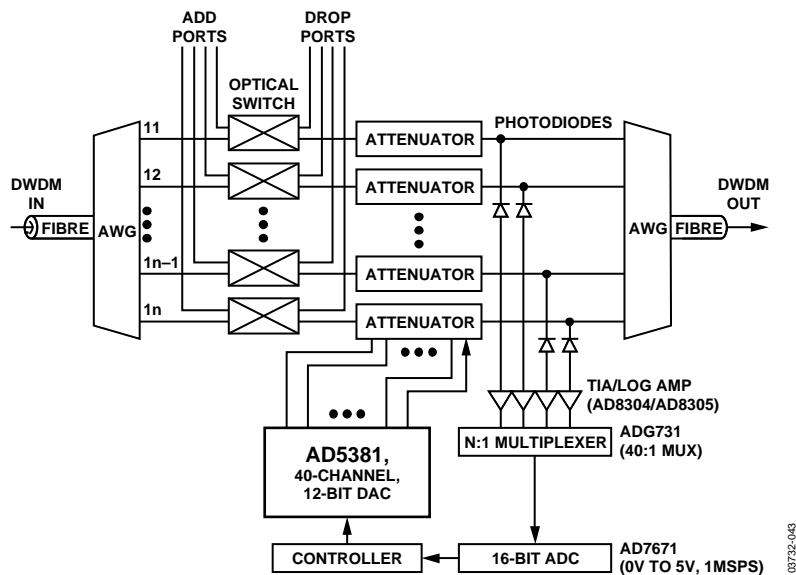 ADD
PORTS
DROP
PORTS
OPTICAL
SWITCH
PHOTODIODES
11
12
1n–1
1n
ATTENUATOR
ATTENUATOR
ATTENUATOR
ATTENUATOR
DWDM
IN
FIBRE
AWG
AWG
FIBRE
DWDM
OUT
TIA/LOG AMP
(AD8304/AD8305)
AD5381,
40-CHANNEL,
12-BIT DAC
N:1 MULTIPLEXER
ADG731
(40:1 MUX)
CONTROLLER
16-BIT ADC
AD7671
(0V TO 5V, 1MSPS)
03732-043